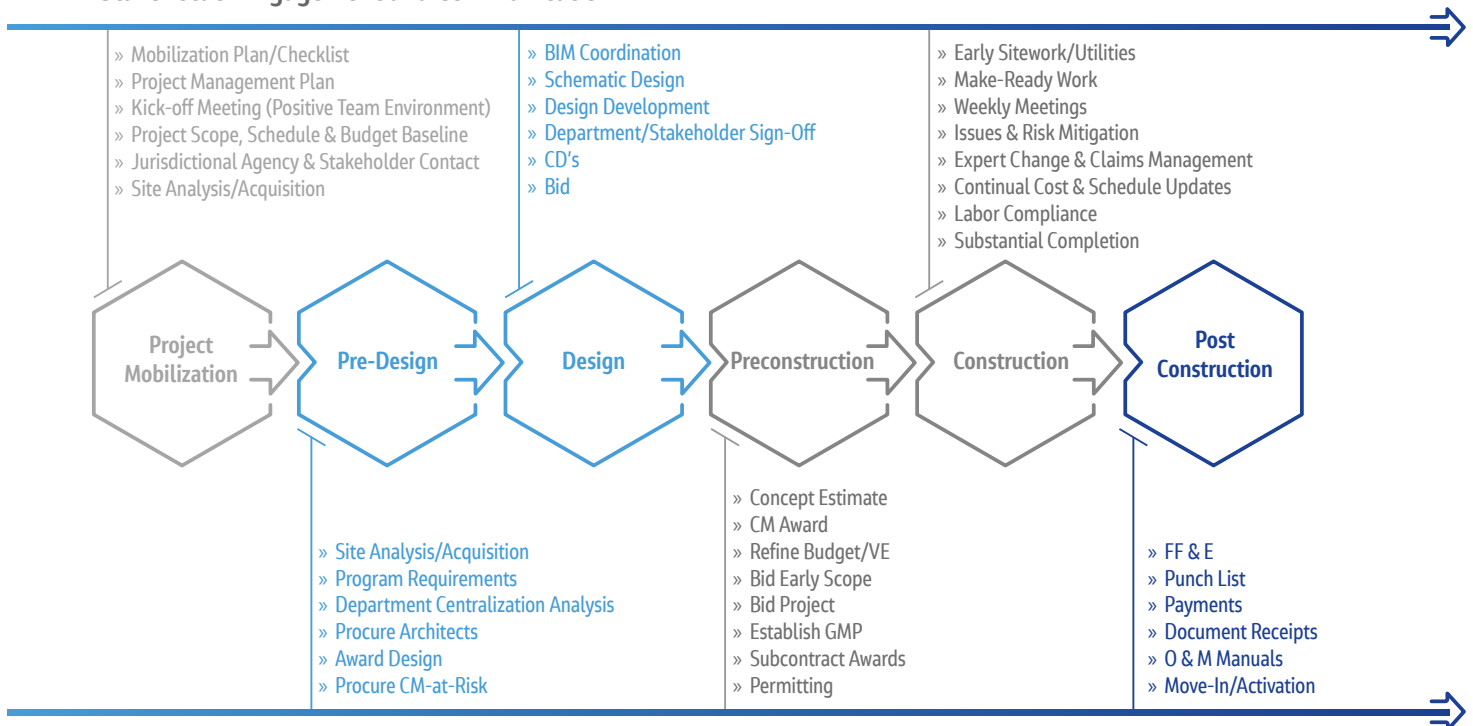 » Mobilization Plan/Checklist
» Project Management Plan
» Kick-off Meeting (Positive Team Environment)
» Project Scope, Schedule & Budget Baseline
» Jurisdictional Agency & Stakeholder Contact
» Site Analysis/Acquisition
» BIM Coordination
» Schematic Design
» Design Development
» Department/Stakeholder Sign-Off
» CD's
» Bid
» Early Sitework/Utilities
» Make-Ready Work
» Weekly Meetings
» Issues & Risk Mitigation
» Expert Change & Claims Management
» Continual Cost & Schedule Updates
» Labor Compliance
» Substantial Completion
Project
Mobilization
Pre-Design
Design
Preconstruction
Construction
Post
Construction
» Site Analysis/Acquisition
» Program Requirements
» Department Centralization Analysis
» Procure Architects
» Award Design
» Procure CM-at-Risk
» Concept Estimate
» CM Award
» Refine Budget/VE
» Bid Early Scope
» Bid Project
» Establish GMP
» Subcontract Awards
» Permitting
» FF & E
» Punch List
» Payments
» Document Receipts
» O & M Manuals
» Move-In/Activation